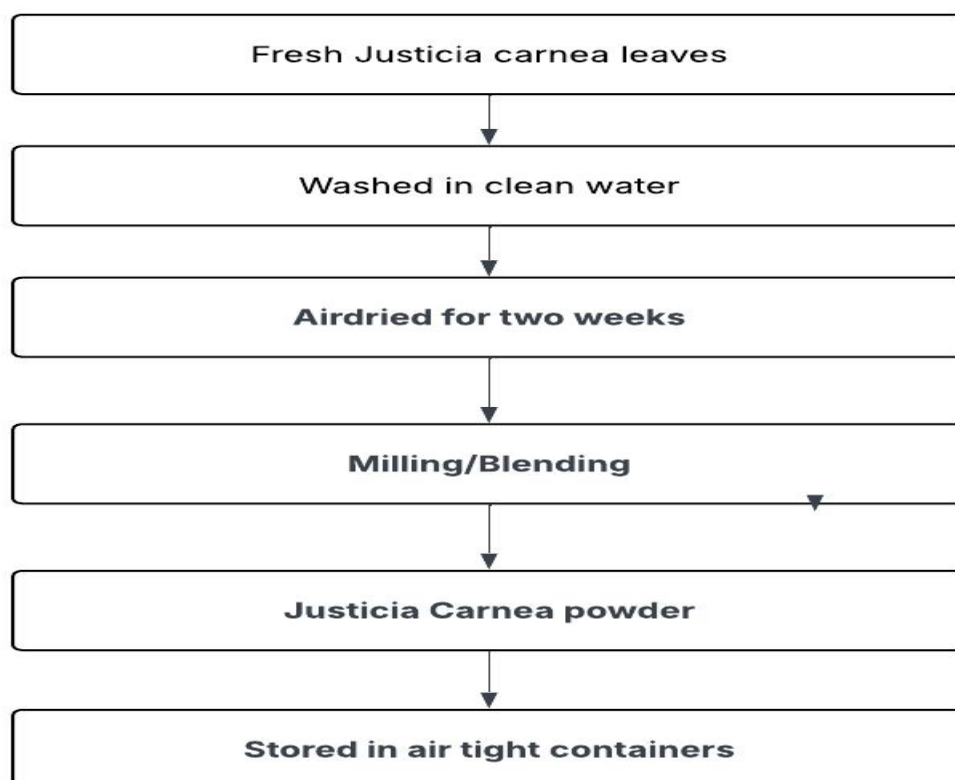 Fresh Justicia carnea leaves
Washed in clean water
Airdried for two weeks
Milling/Blending
Justicia Carnea powder
Stored in air tight containers